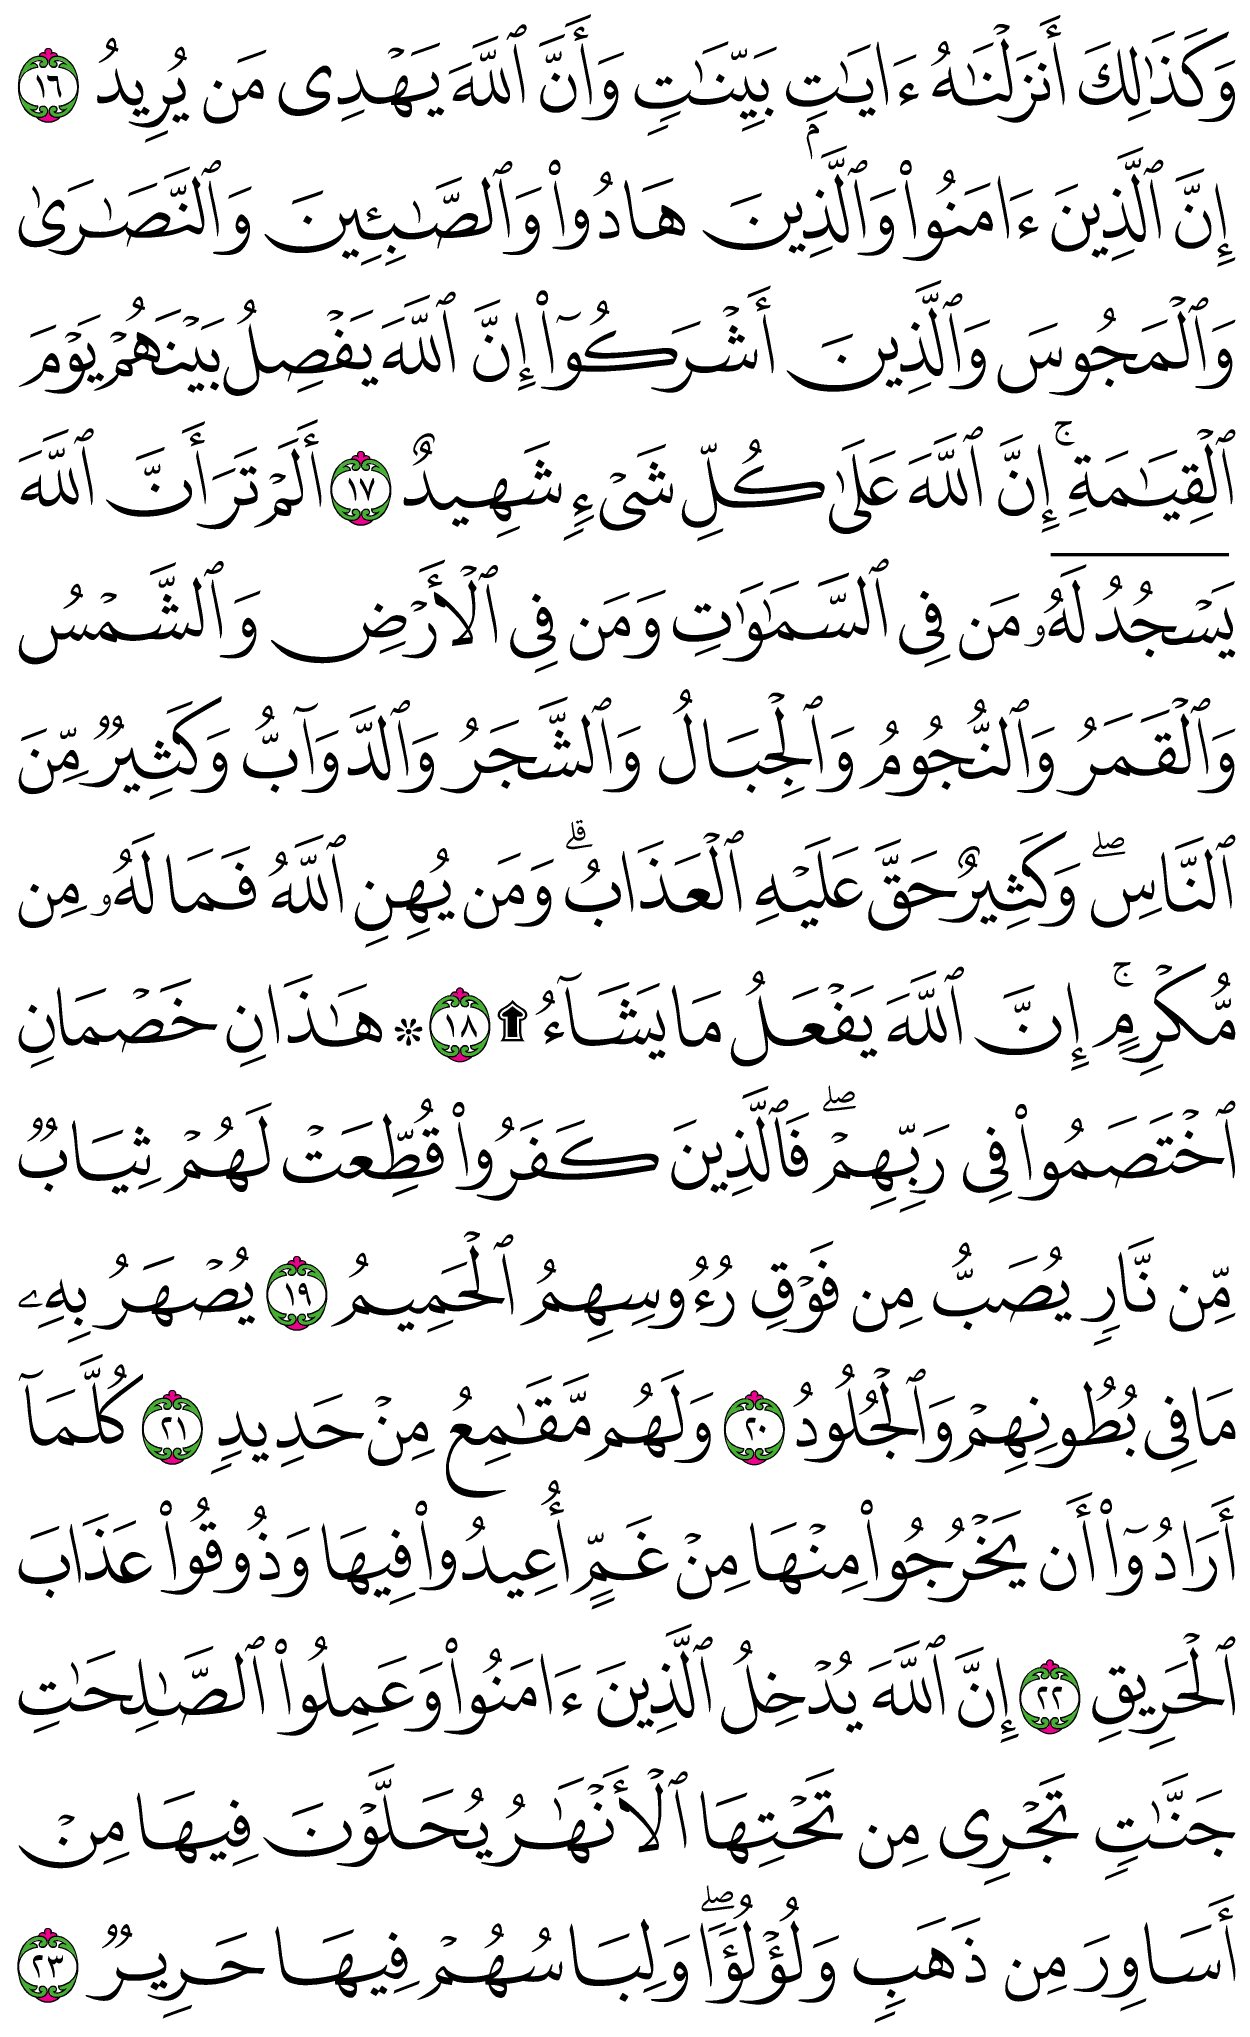 وَكَذَٰلِكَ أَنزَلْنَٰهُ ءَايَٰتٍۭ بَيِّنَٰتٍ وَأَنَّ ٱللَّهَ يَهْدِى مَن يُرِيدُ ١٦
إِنَّ ٱلَّذِينَ ءَامَنُوا۟ وَٱلَّذِينَ هَادُوا۟ وَٱلصَّٰبِـِٔينَ وَٱلنَّصَٰرَىٰ
وَٱلْمَجُوسَ وَٱلَّذِينَ أَشْرَكُوٓا۟ إِنَّ ٱللَّهَ يَفْصِلُ بَيْنَهُمْ يَوْمَ
ٱلْقِيَٰمَةِ ۚ إِنَّ ٱللَّهَ عَلَىٰ كُلِّ شَىْءٍ شَهِيدٌ ١٧ أَلَمْ تَرَ أَنَّ ٱللَّهَ
يَسْجُدُ لَهُۥ مَن فِى ٱلسَّمَٰوَٰتِ وَمَن فِى ٱلْأَرْضِ وَٱلشَّمْسُ
وَٱلْقَمَرُ وَٱلنُّجُومُ وَٱلْجِبَالُ وَٱلشَّجَرُ وَٱلدَّوَآبُّ وَكَثِيرٌ مِّنَ
ٱلنَّاسِ ۖ وَكَثِيرٌ حَقَّ عَلَيْهِ ٱلْعَذَابُ ۗ وَمَن يُهِنِ ٱللَّهُ فَمَا لَهُۥ مِن
مُّكْرِمٍ ۚ إِنَّ ٱللَّهَ يَفْعَلُ مَا يَشَآءُ ۩ ١٨ ۞ هَٰذَانِ خَصْمَانِ
ٱخْتَصَمُوا۟ فِى رَبِّهِمْ ۖ فَٱلَّذِينَ كَفَرُوا۟ قُطِّعَتْ لَهُمْ ثِيَابٌ
مِّن نَّارٍ يُصَبُّ مِن فَوْقِ رُءُوسِهِمُ ٱلْحَمِيمُ ١٩ يُصْهَرُ بِهِۦ
مَا فِى بُطُونِهِمْ وَٱلْجُلُودُ ٢٠ وَلَهُم مَّقَٰمِعُ مِنْ حَدِيدٍ ٢١ كُلَّمَآ
أَرَادُوٓا۟ أَن يَخْرُجُوا۟ مِنْهَا مِنْ غَمٍّ أُعِيدُوا۟ فِيهَا وَذُوقُوا۟ عَذَابَ
ٱلْحَرِيقِ ٢٢ إِنَّ ٱللَّهَ يُدْخِلُ ٱلَّذِينَ ءَامَنُوا۟ وَعَمِلُوا۟ ٱلصَّٰلِحَٰتِ
جَنَّٰتٍ تَجْرِى مِن تَحْتِهَا ٱلْأَنْهَٰرُ يُحَلَّوْنَ فِيهَا مِنْ
أَسَاوِرَ مِن ذَهَبٍ وَلُؤْلُؤًا ۖ وَلِبَاسُهُمْ فِيهَا حَرِيرٌ ٢٣